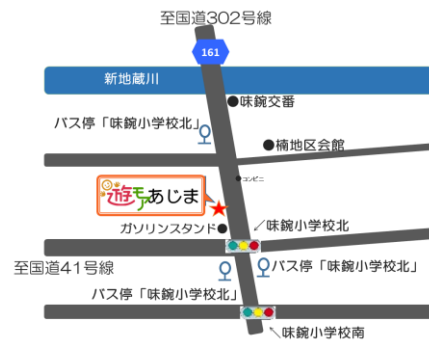 至国道302号線
161
新地蔵川
味鋺交番
バス停「味鋺小学校北」
楠地区会館
コンビニ
遊モアあじま
ガソリンスタンド
味鋺小学校北
至国道41号線
バス停「味鋺小学校北」
バス停「味鋺小学校北」
味鋺小学校南